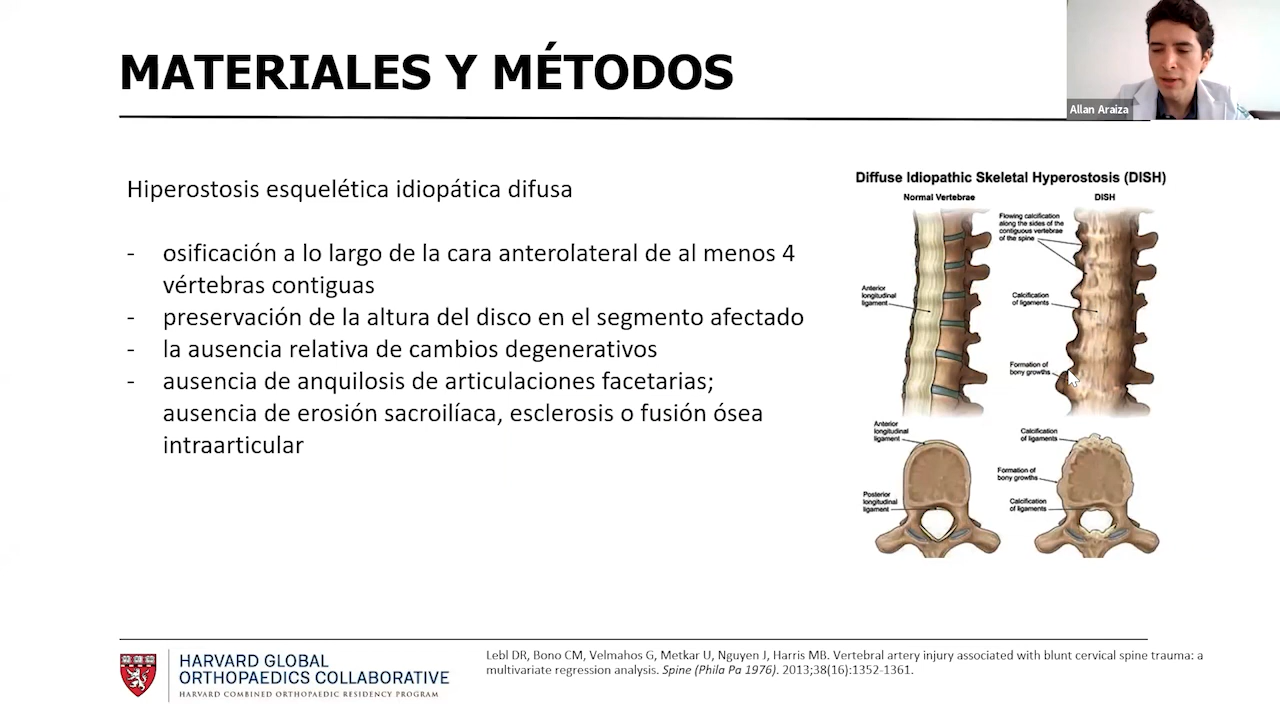 MATERIALES Y MÉTODOS
Allan Araiza
Hiperostosis esquelética idiopática difusa
- osificación a lo largo de la cara anterolateral de al menos 4
vértebras contiguas
- preservación de la altura del disco en el segmento afectado
- la ausencia relativa de cambios degenerativos
- ausencia de anquilosis de articulaciones facetarias;
ausencia de erosión sacroilíaca, esclerosis o fusión ósea
intraarticular
Diffuse Idiopathic Skeletal Hyperostosis (DISH)
Normal Vertebrae
DISH
Flowing calcification
along the sides of the
contiguous vertebrae
of the spine
Anterior
longitudinal
ligament
Calcification
of ligaments
Formation of
bony growths
Anterior
longitudinal
ligament
Calcification
of ligaments
Formation of
bony growths
Posterior
longitudinal
ligament
Calcification
of ligaments
HARVARD GLOBAL
ORTHOPAEDICS COLLABORATIVE
HARVARD COMBINED ORTHOPAEDIC RESIDENCY PROGRAM
Lebl DR, Bono CM, Velmahos G, Metkar U, Nguyen J, Harris MB. Vertebral artery injury associated with blunt cervical spine trauma: a
multivariate regression analysis. Spine (Phila Pa 1976). 2013;38(16):1352-1361.